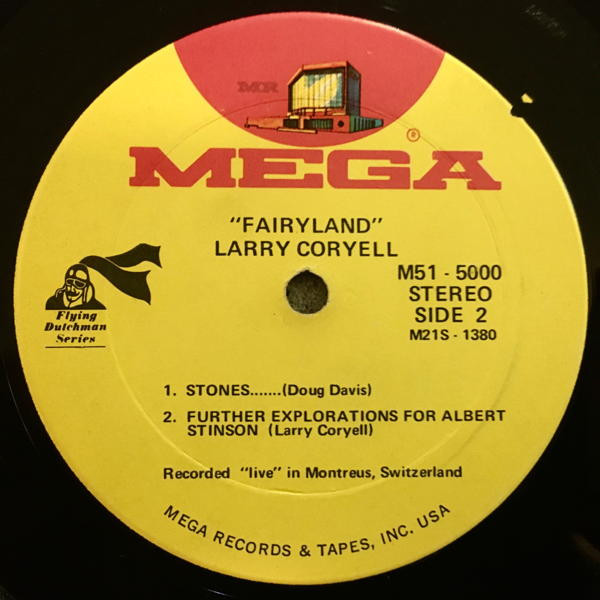 MR
®
MEGA
"FAIRYLAND"
LARRY CORYELL
M51 - 5000
STEREO
SIDE 2
M21S - 1380
Flying
Dutchman
Series
1. STONES.......(Doug Davis)
2. FURTHER EXPLORATIONS FOR ALBERT
STINSON (Larry Coryell)
Recorded "live" in Montreus, Switzerland
MEGA RECORDS & TAPES, INC. USA